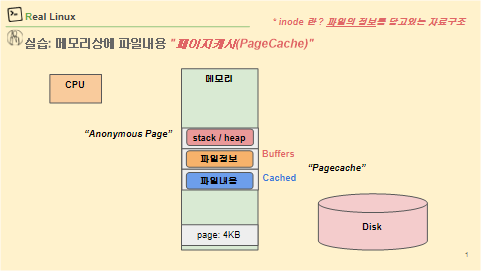 Real Linux
* inode 란 ? 파일의 정보를 담고있는 자료구조
실습: 메모리상에 파일내용 "페이지캐시(PageCache)"
메모리
CPU
"Anonymous Page"
stack / heap
파일정보
Buffers
"Pagecache"
파일내용
Cached
Disk
page: 4KB
1